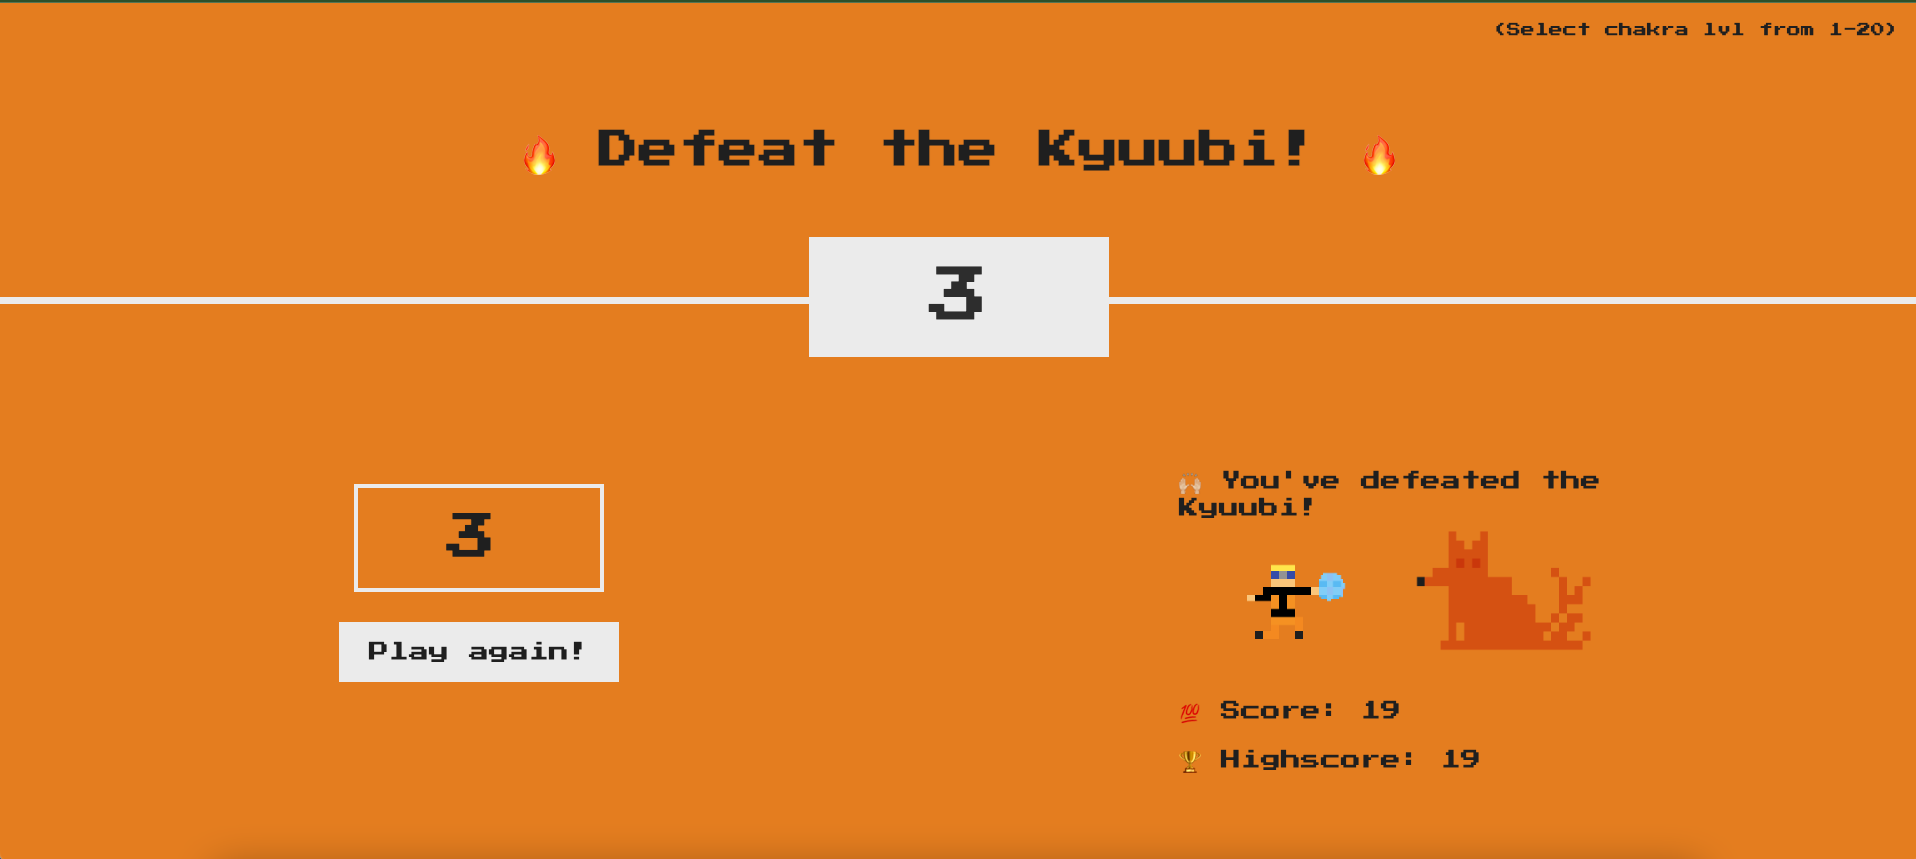 (Select chakra lvl from 1-20)
🔥 Defeat the Kyuubi! 🔥
3
3
Play again!
🙌🏼 You've defeated the
Kyuubi!
💯 Score: 19
🏆 Highscore: 19